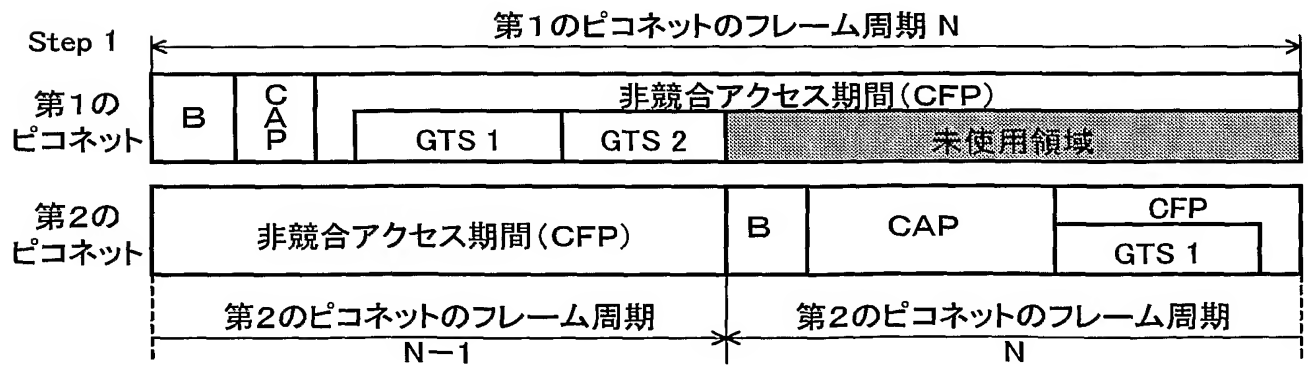 Step 1
第1のピコネットのフレーム周期 N
第1の
ピコネット
B
CAP
非競合アクセス期間(CFP)
GTS 1
GTS 2
未使用領域
第2の
ピコネット
非競合アクセス期間(CFP)
B
CAP
CFP
GTS 1
第2のピコネットのフレーム周期
N−1
第2のピコネットのフレーム周期
N